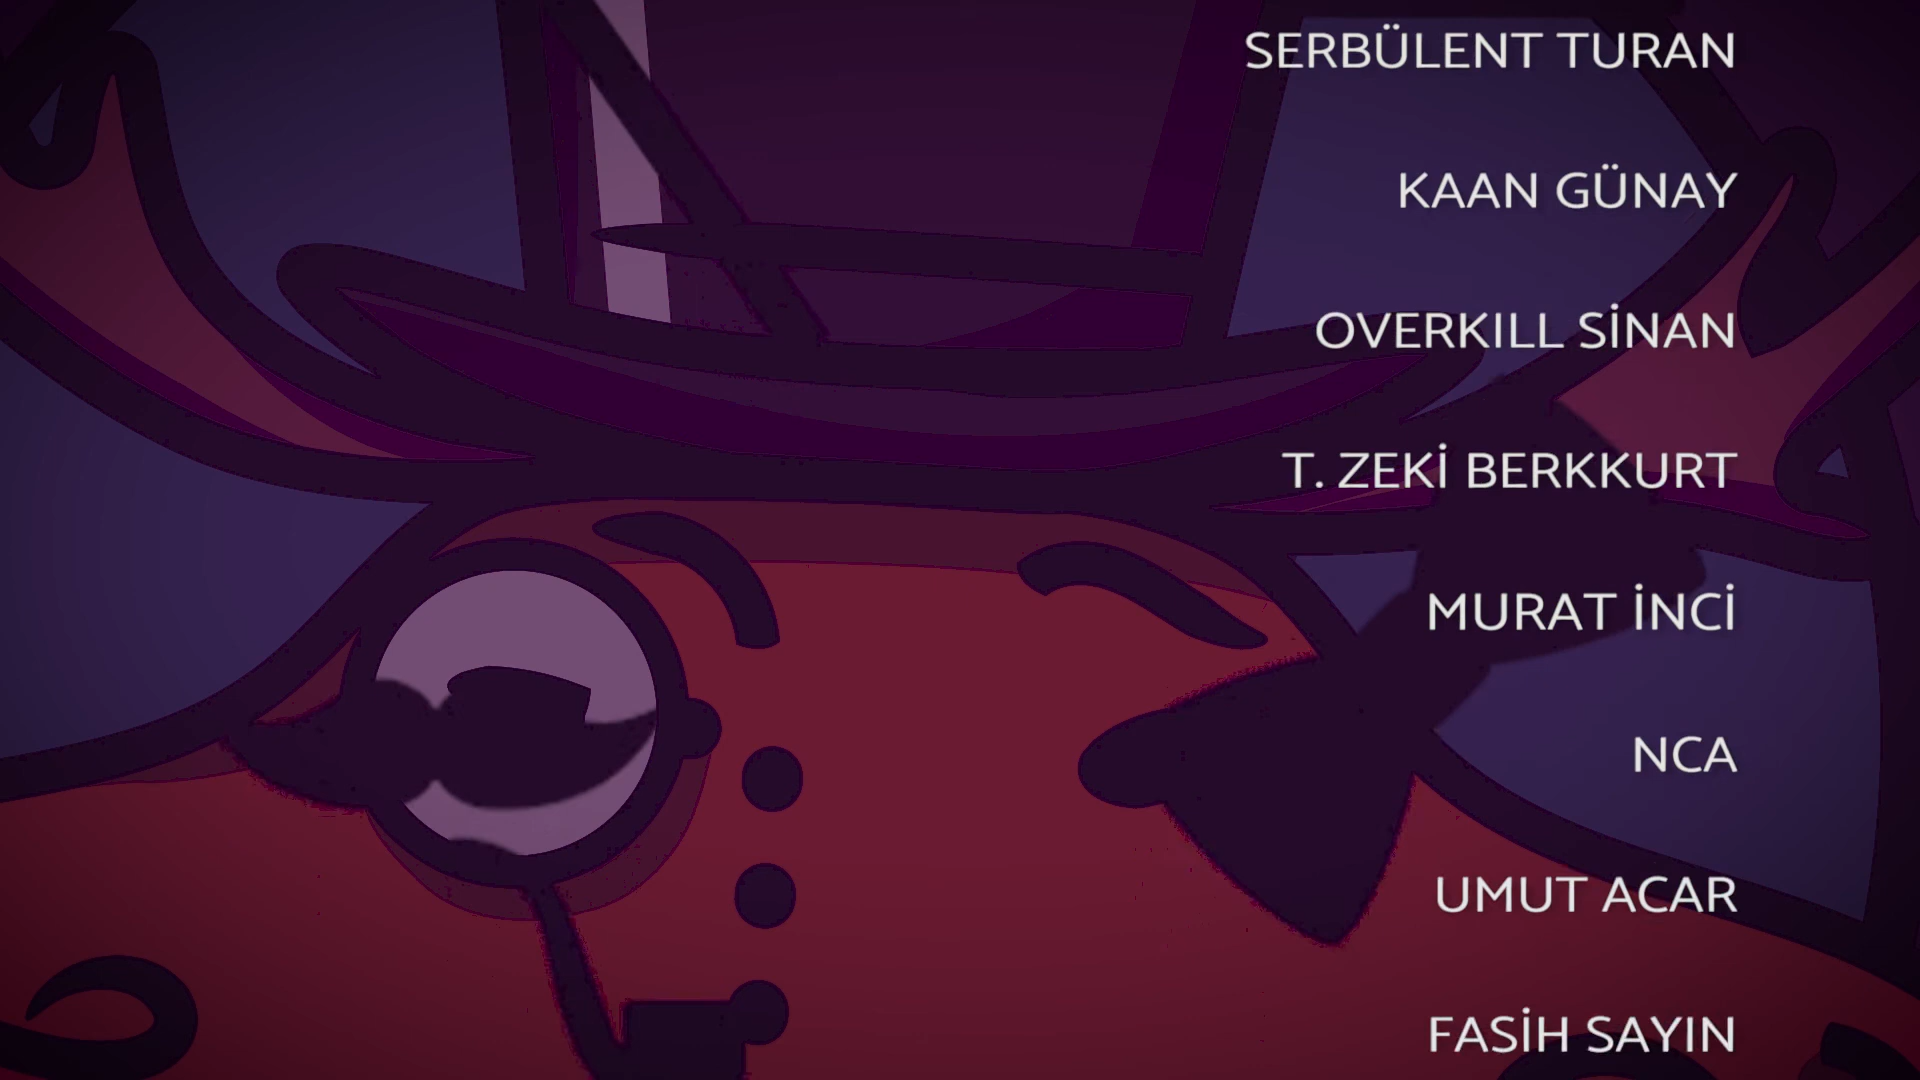 SERBÜLENT TURAN
KAAN GÜNAY
OVERKILL SİNAN
T. ZEKİ BERKKURT
MURAT İNCİ
NCA
UMUT ACAR
FASİH SAYIN